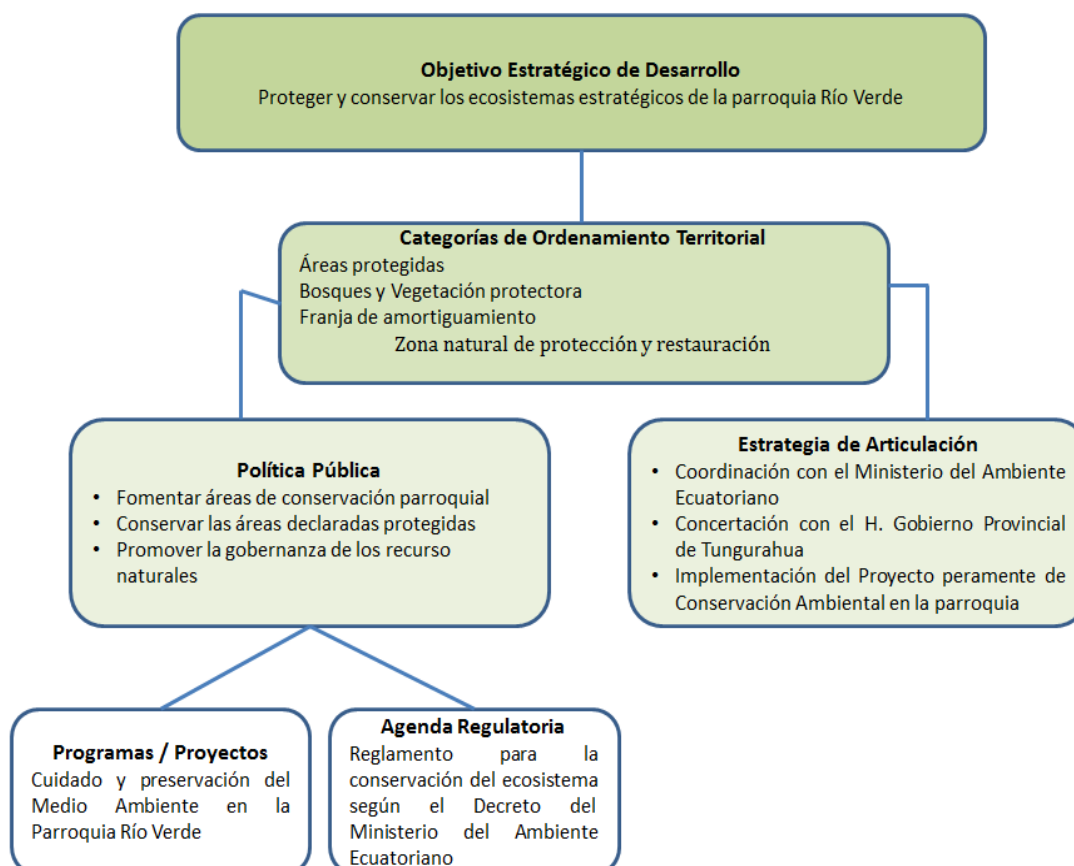 Objetivo Estratégico de Desarrollo
Proteger y conservar los ecosistemas estratégicos de la parroquia Río Verde
Categorías de Ordenamiento Territorial
Áreas protegidas
Bosques y Vegetación protectora
Franja de amortiguamiento
Zona natural de protección y restauración
Política Pública
• Fomentar áreas de conservación parroquial
• Conservar las áreas declaradas protegidas
• Promover la gobernanza de los recurso
naturales
Estrategia de Articulación
• Coordinación con el Ministerio del Ambiente
Ecuatoriano
• Concertación con el H. Gobierno Provincial
de Tungurahua
• Implementación del Proyecto peramente de
Conservación Ambiental en la parroquia
Programas / Proyectos
Cuidado y preservación del
Medio Ambiente en la
Parroquia Río Verde
Agenda Regulatoria
Reglamento para la
conservación del ecosistema
según el Decreto del
Ministerio del Ambiente
Ecuatoriano